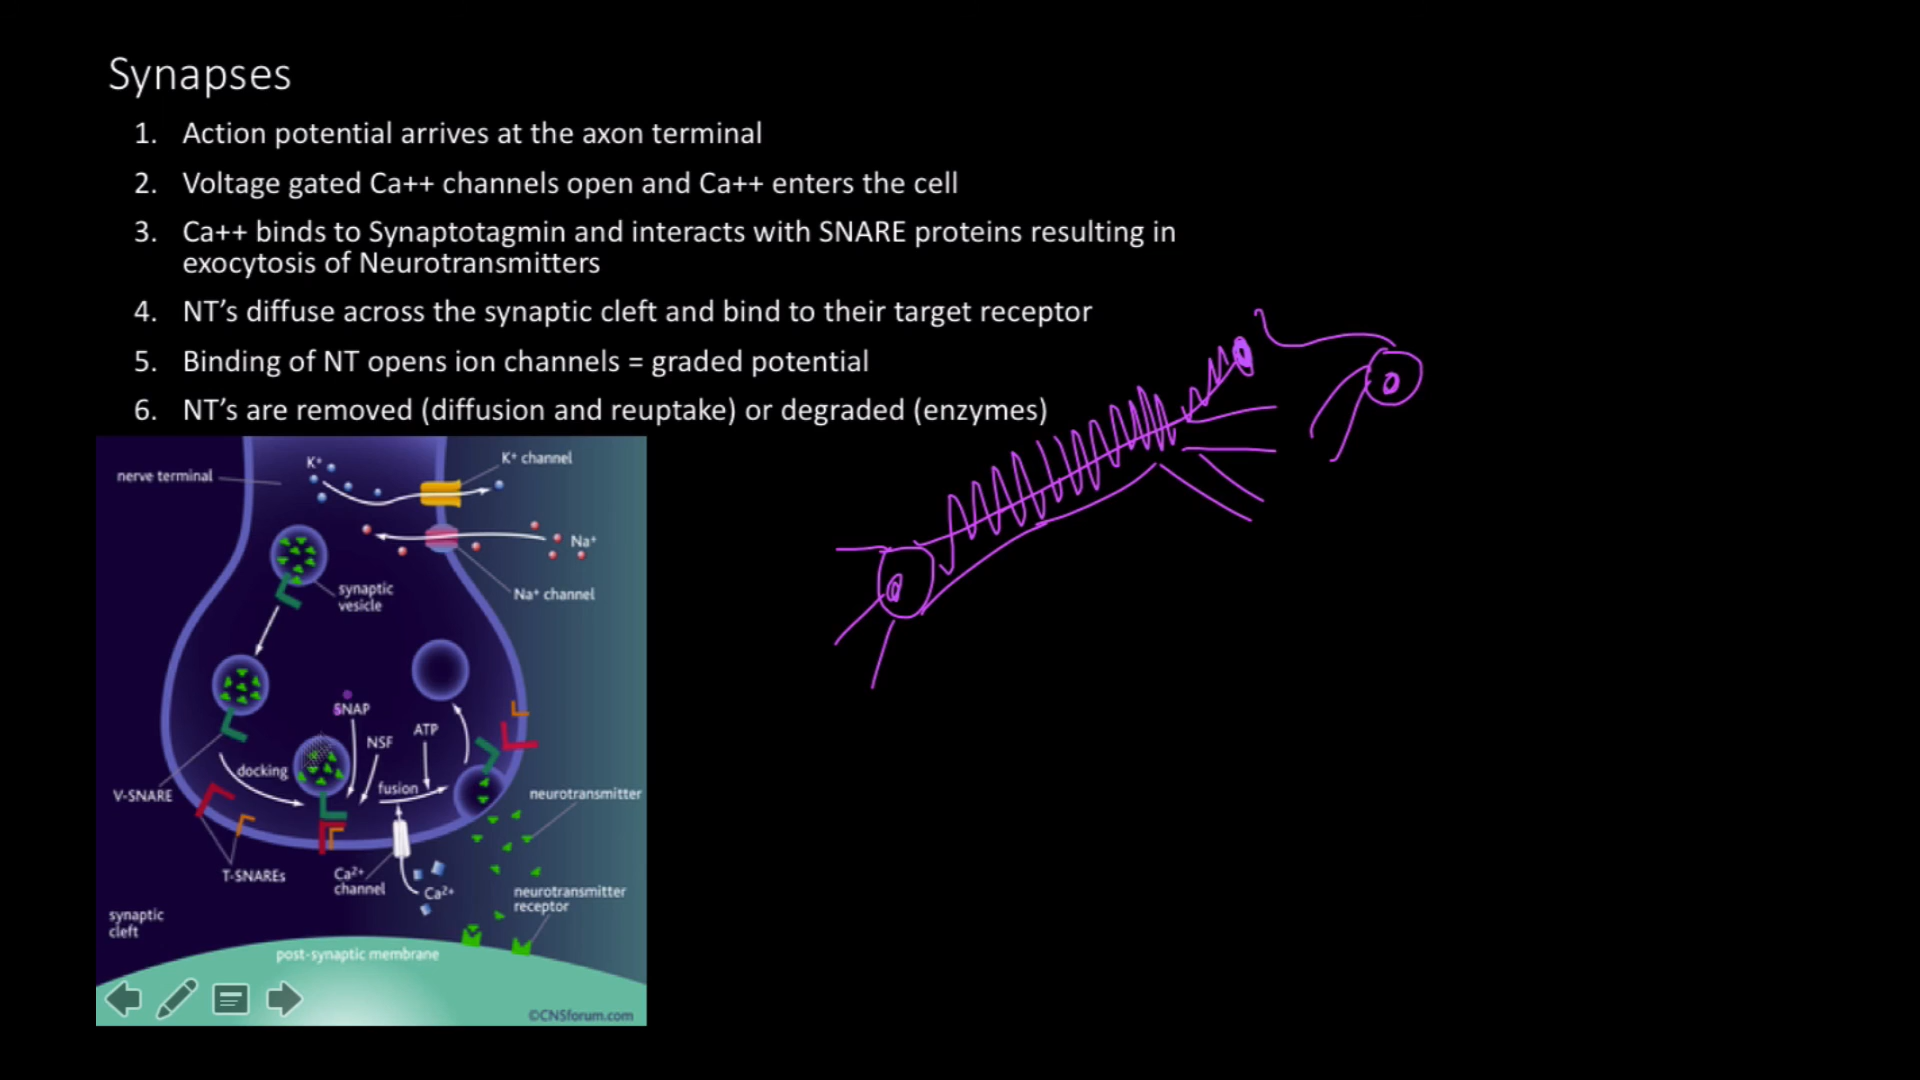 Synapses
1. Action potential arrives at the axon terminal
2. Voltage gated Ca++ channels open and Ca++ enters the cell
3. Ca++ binds to Synaptotagmin and interacts with SNARE proteins resulting in
exocytosis of Neurotransmitters
4. NT's diffuse across the synaptic cleft and bind to their target receptor
5. Binding of NT opens ion channels = graded potential
6. NT's are removed (diffusion and reuptake) or degraded (enzymes)
K⁺
K⁺ channel
nerve terminal
Na⁺
synaptic
vesicle
Na⁺ channel
SNAP
ATP
NSF
docking
fusion
V-SNARE
neurotransmitter
T-SNAREs
Ca²⁺
channel
Ca²⁺
neurotransmitter
receptor
synaptic
cleft
post-synaptic membrane
©CNSforum.com